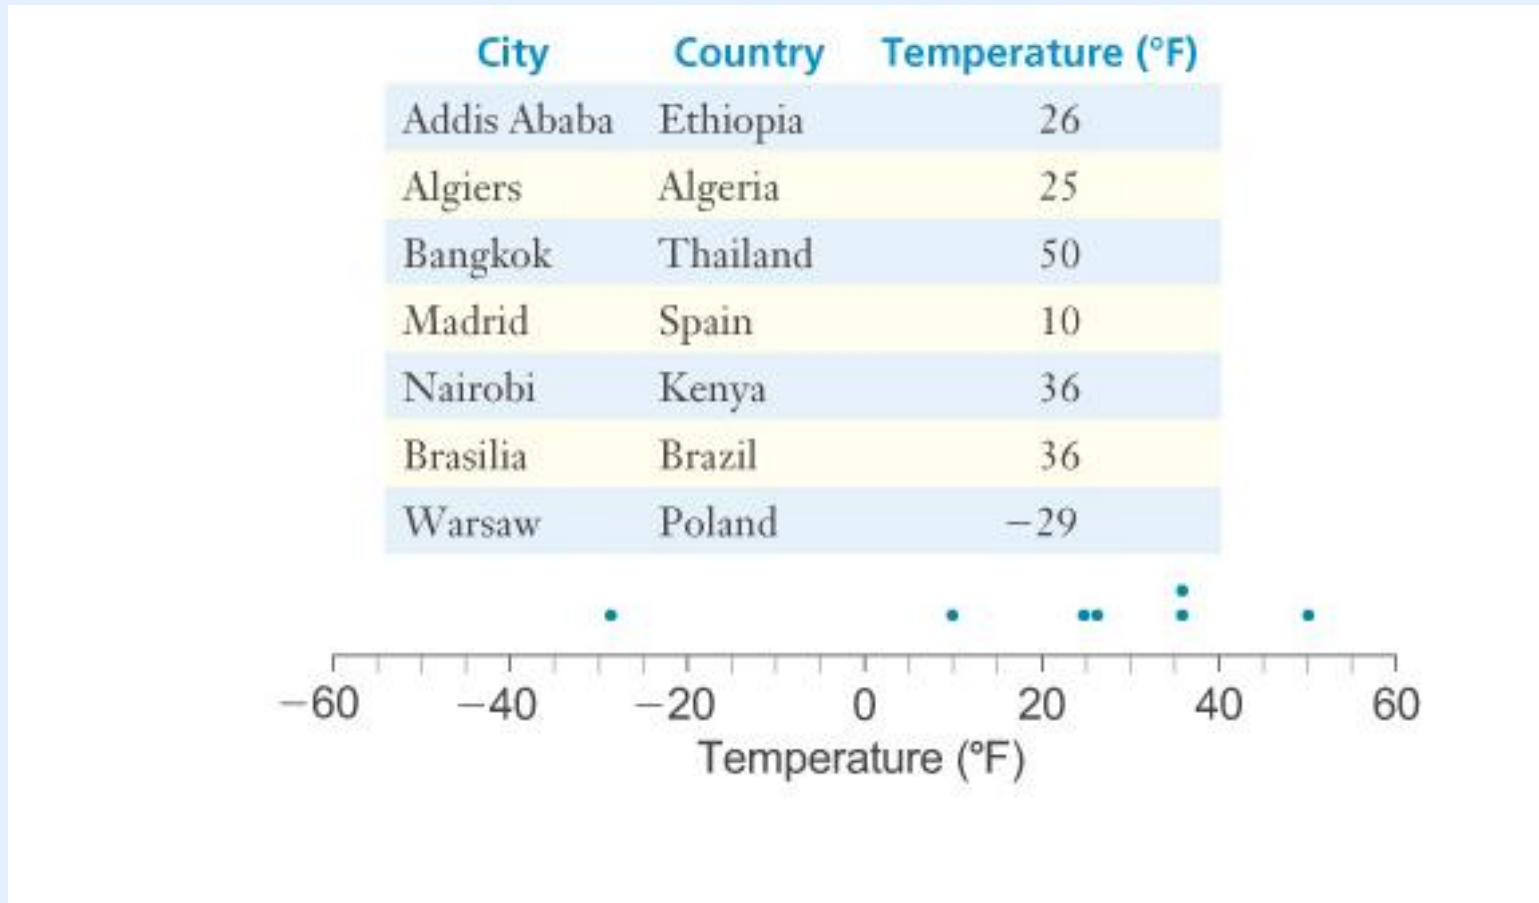 City Country Temperature (°F)
Addis Ababa Ethiopia 26
Algiers Algeria 25
Bangkok Thailand 50
Madrid Spain 10
Nairobi Kenya 36
Brasilia Brazil 36
Warsaw Poland −29
−60 −40 −20 0 20 40 60
Temperature (°F)